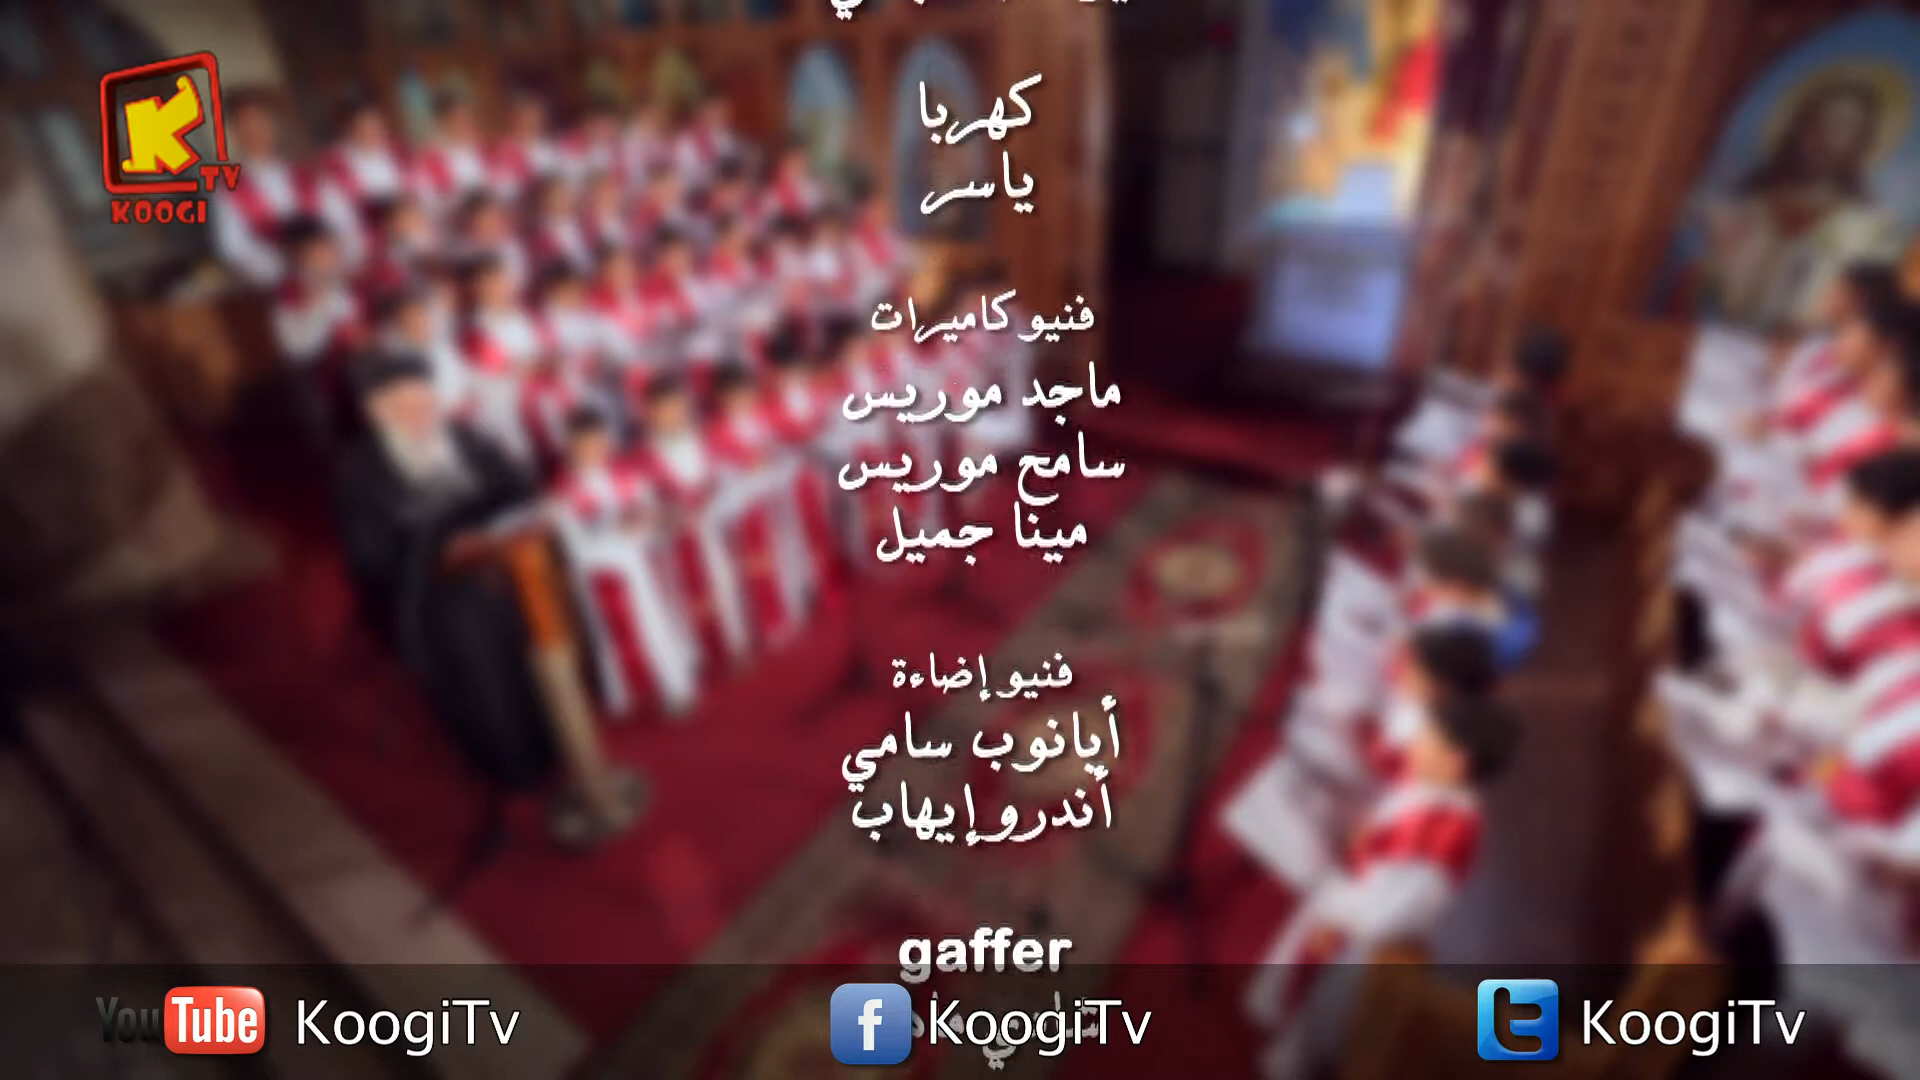 K
TV
KOOGI
كهربا
ياسر
فنيو كاميرات
ماجد موريس
سامح موريس
مينا جميل
فنيو إضاءة
أيانوب سامي
أندرو إيهاب
gaffer
YouTube KoogiTv
f KoogiTv
t KoogiTv